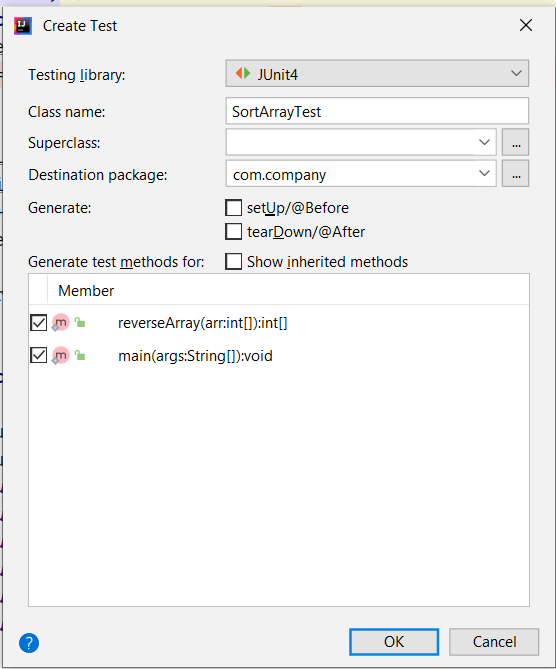 Create Test
Testing library: JUnit4
Class name: SortArrayTest
Superclass: ...
Destination package: com.company ...
Generate: setUp/@Before
tearDown/@After
Generate test methods for: Show inherited methods
Member
m reverseArray(arr:int[]):int[]
m main(args:String[]):void
? OK Cancel